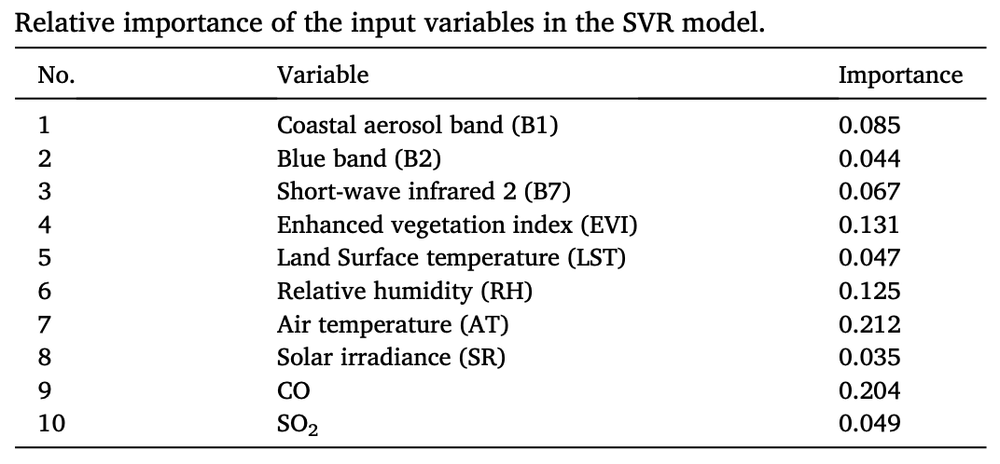 Relative importance of the input variables in the SVR model.
No. Variable Importance
1 Coastal aerosol band (B1) 0.085
2 Blue band (B2) 0.044
3 Short-wave infrared 2 (B7) 0.067
4 Enhanced vegetation index (EVI) 0.131
5 Land Surface temperature (LST) 0.047
6 Relative humidity (RH) 0.125
7 Air temperature (AT) 0.212
8 Solar irradiance (SR) 0.035
9 CO 0.204
10 SO₂ 0.049